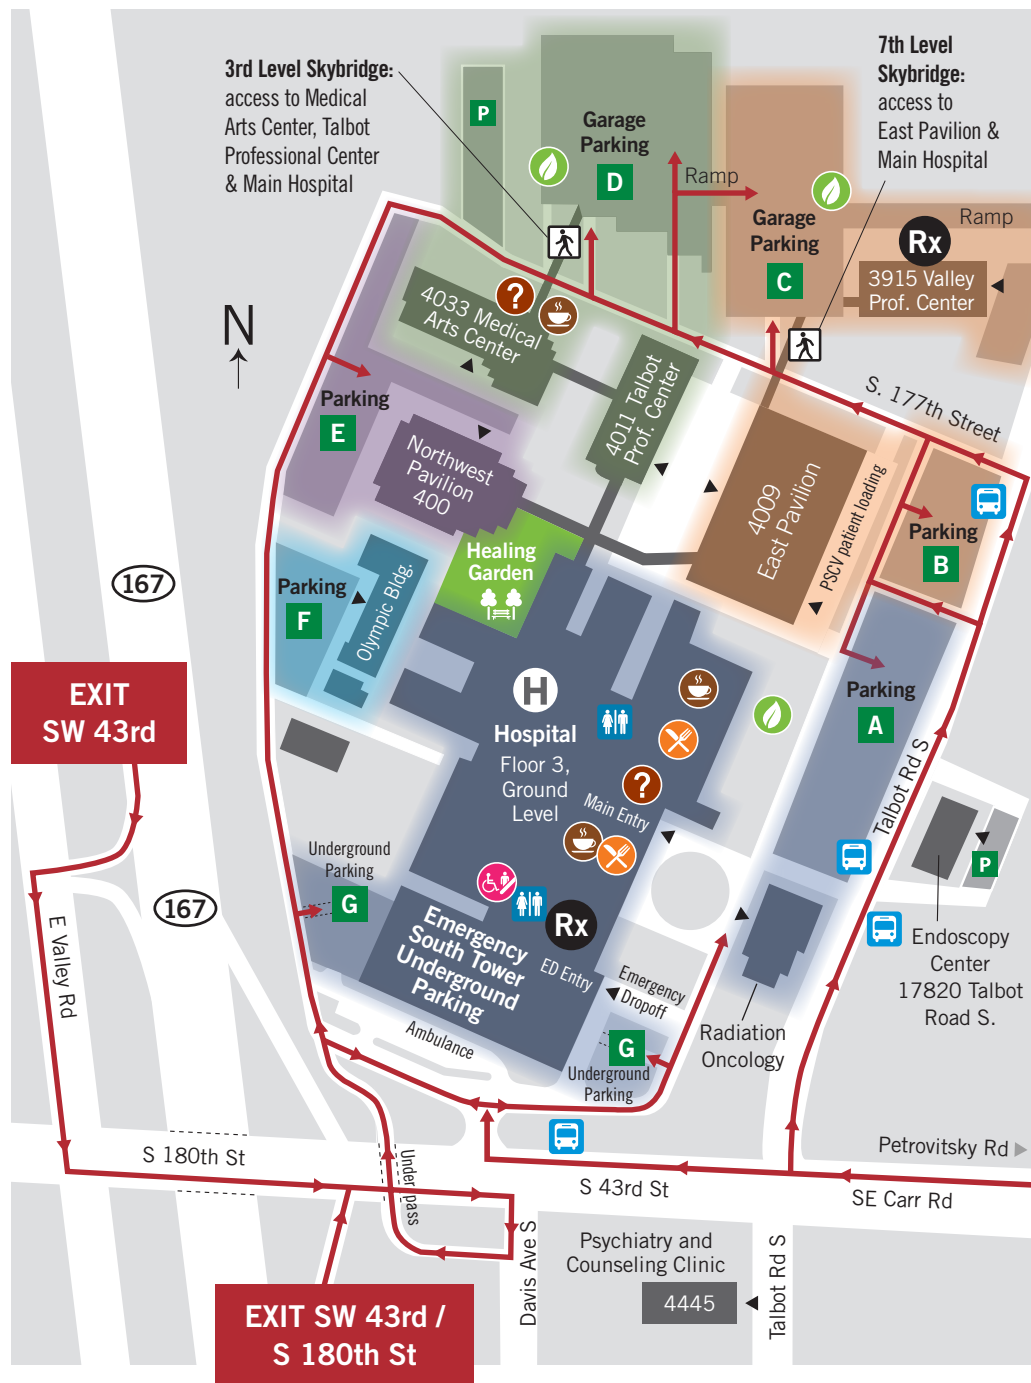 3rd Level Skybridge:
access to Medical
Arts Center, Talbot
Professional Center
& Main Hospital
7th Level
Skybridge:
access to
East Pavilion &
Main Hospital
P
Garage
Parking
D
Ramp
Garage
Parking
C
Ramp
Rx
3915 Valley
Prof. Center
N
4033 Medical
Arts Center
?
4011 Talbot
Prof. Center
S. 177th Street
Parking
E
Northwest
Pavilion
400
4009
East Pavilion
PSCV patient loading
Parking
B
Healing
Garden
Parking
F
Olympic Bldg.
167
EXIT
SW 43rd
H
Hospital
Floor 3,
Ground
Level
Parking
A
?
Main Entry
Talbot Rd S
Underground
Parking
G
167
E Valley Rd
Emergency
South Tower
Underground
Parking
Rx
ED Entry
Emergency
Dropoff
P
Endoscopy
Center
17820 Talbot
Road S.
Ambulance
G
Underground
Parking
Radiation
Oncology
S 180th St
Underpass
S 43rd St
Petrovitsky Rd
SE Carr Rd
Davis Ave S
Psychiatry and
Counseling Clinic
4445
Talbot Rd S
EXIT SW 43rd /
S 180th St